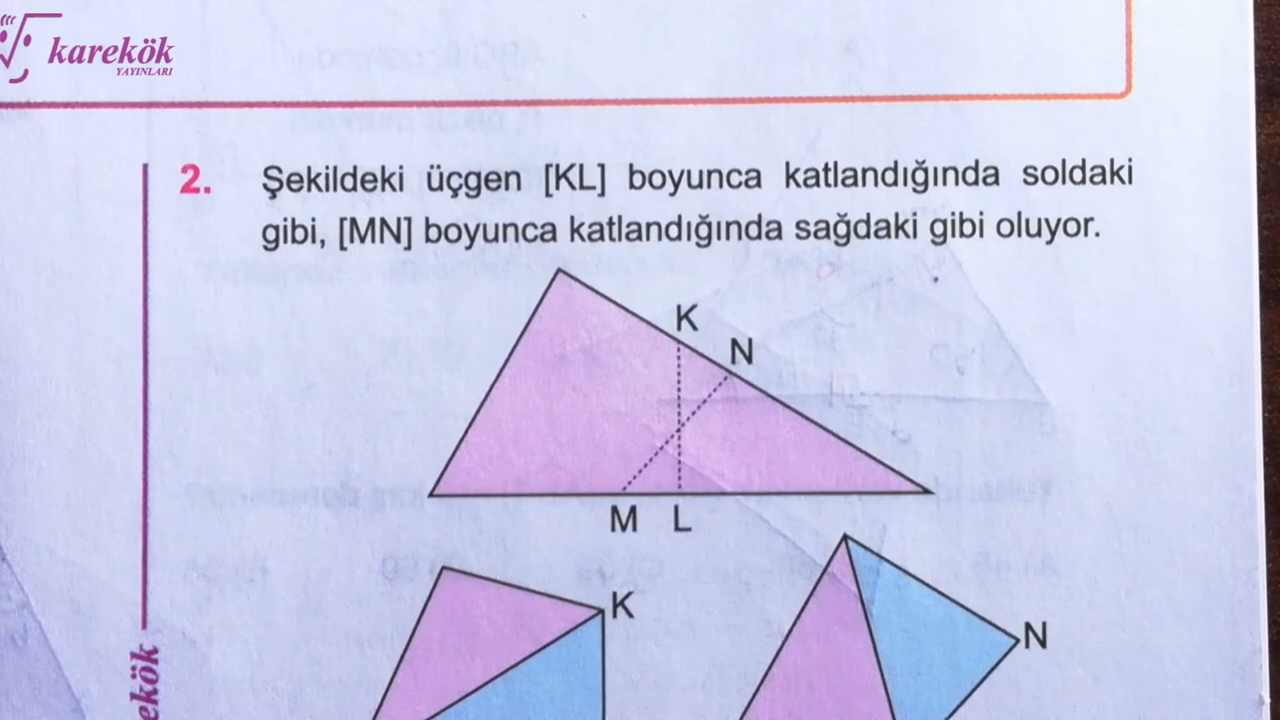 karekök
YAYINLARI
2. Şekildeki üçgen [KL] boyunca katlandığında soldaki
gibi, [MN] boyunca katlandığında sağdaki gibi oluyor.
K
N
M L
K
N
ekök